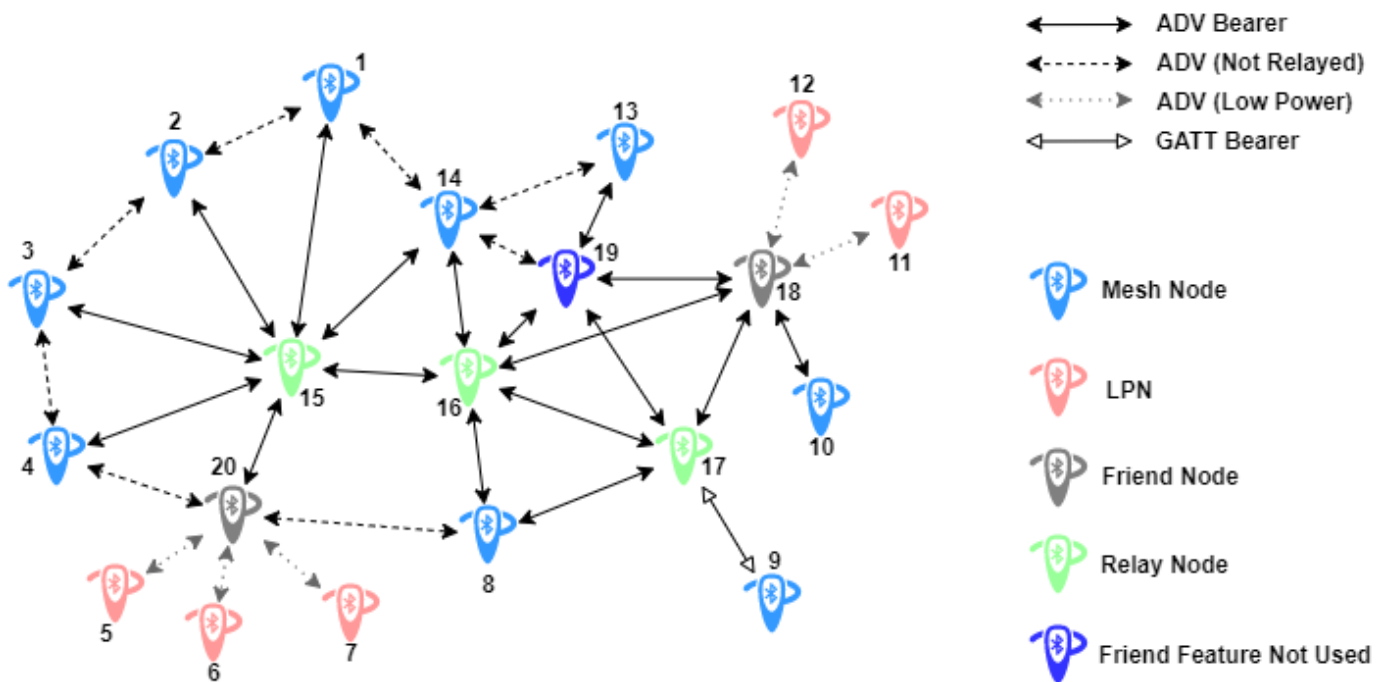 1
2
3
4
5
6
7
8
9
10
11
12
13
14
15
16
17
18
19
20
ADV Bearer
ADV (Not Relayed)
ADV (Low Power)
GATT Bearer
Mesh Node
LPN
Friend Node
Relay Node
Friend Feature Not Used